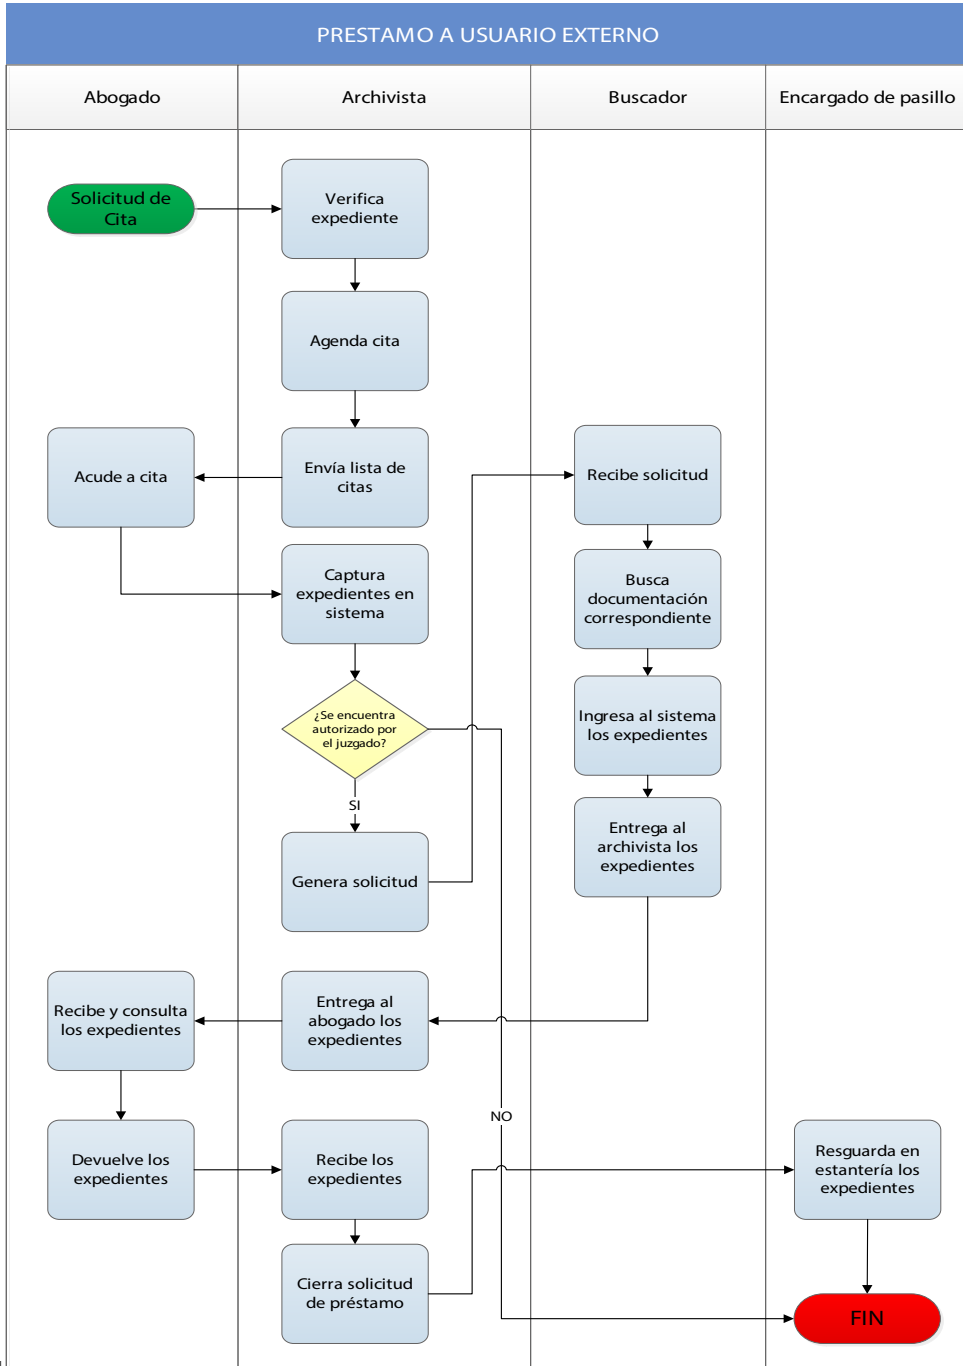 PRESTAMO A USUARIO EXTERNO
Abogado
Archivista
Buscador
Encargado de pasillo
Solicitud de
Cita
Verifica
expediente
Agenda cita
Acude a cita
Envía lista de
citas
Recibe solicitud
Captura
expedientes en
sistema
Busca
documentación
correspondiente
¿Se encuentra
autorizado por
el juzgado?
Ingresa al sistema
los expedientes
SI
Genera solicitud
Entrega al
archivista los
expedientes
Recibe y consulta
los expedientes
Entrega al
abogado los
expedientes
NO
Devuelve los
expedientes
Recibe los
expedientes
Resguarda en
estantería los
expedientes
Cierra solicitud
de préstamo
FIN